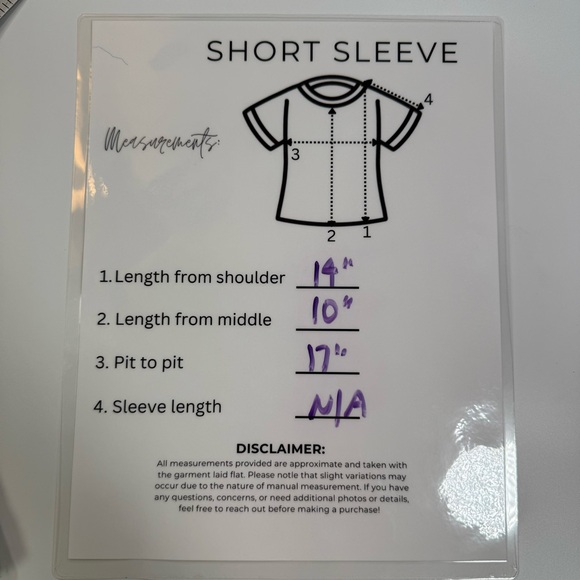 SHORT SLEEVE
4
Measurements:
3
2
1
1. Length from shoulder 19"
2. Length from middle 10"
3. Pit to pit 17"
4. Sleeve length N/A
DISCLAIMER:
All measurements provided are approximate and taken with
the garment laid flat. Please notie that slight variations may
occur due to the nature of manual measurement. If you have
any questions, concerns, or need additional photos or details,
feel free to reach out before making a purchase!